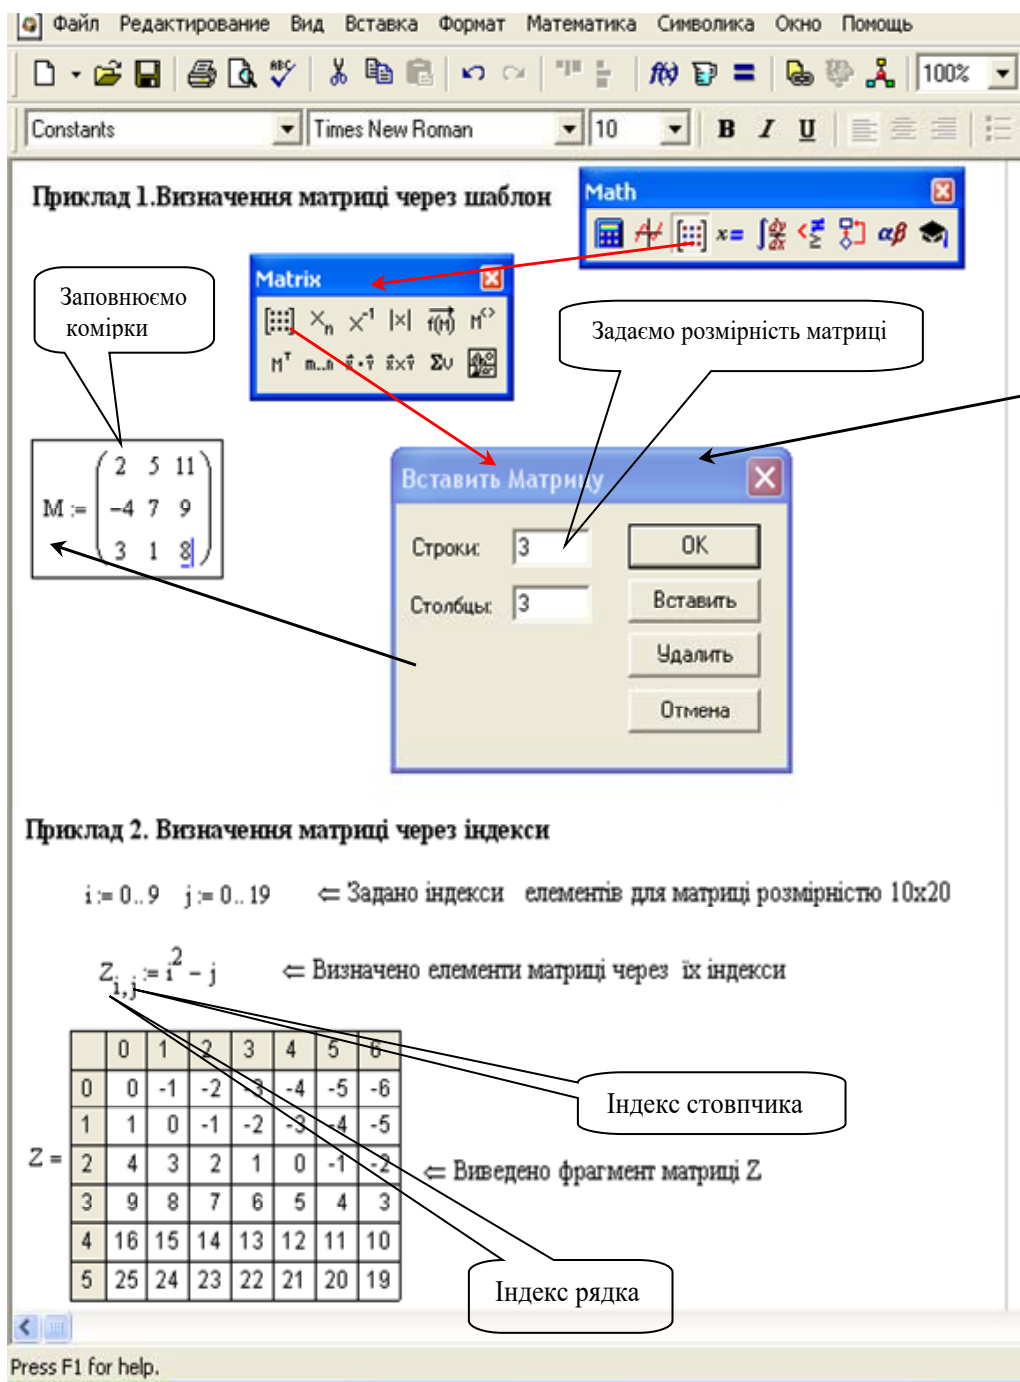 Файл Редактирование Вид Вставка Формат Математика Символика Окно Помощь
100%
Constants Times New Roman 10 B I U
Приклад 1.Визначення матриці через шаблон
Math
Matrix
Заповнюємо
комірки
Задаємо розмірність матриці
M := ( 2 5 11
-4 7 9
3 1 8 )
Вставить Матрицу
Строки: 3 OK
Столбцы: 3 Вставить
Удалить
Отмена
Приклад 2. Визначення матриці через індекси
i := 0.. 9 j := 0.. 19 ⇐ Задано індекси елементів для матриці розмірністю 10x20
Z i,j := i² − j ⇐ Визначено елементи матриці через їх індекси
0 1 2 3 4 5 6
0 0 -1 -2 -3 -4 -5 -6
1 1 0 -1 -2 -3 -4 -5
Z = 2 4 3 2 1 0 -1 -2
3 9 8 7 6 5 4 3
4 16 15 14 13 12 11 10
5 25 24 23 22 21 20 19
Індекс стовпчика
⇐ Виведено фрагмент матриці Z
Індекс рядка
Press F1 for help.